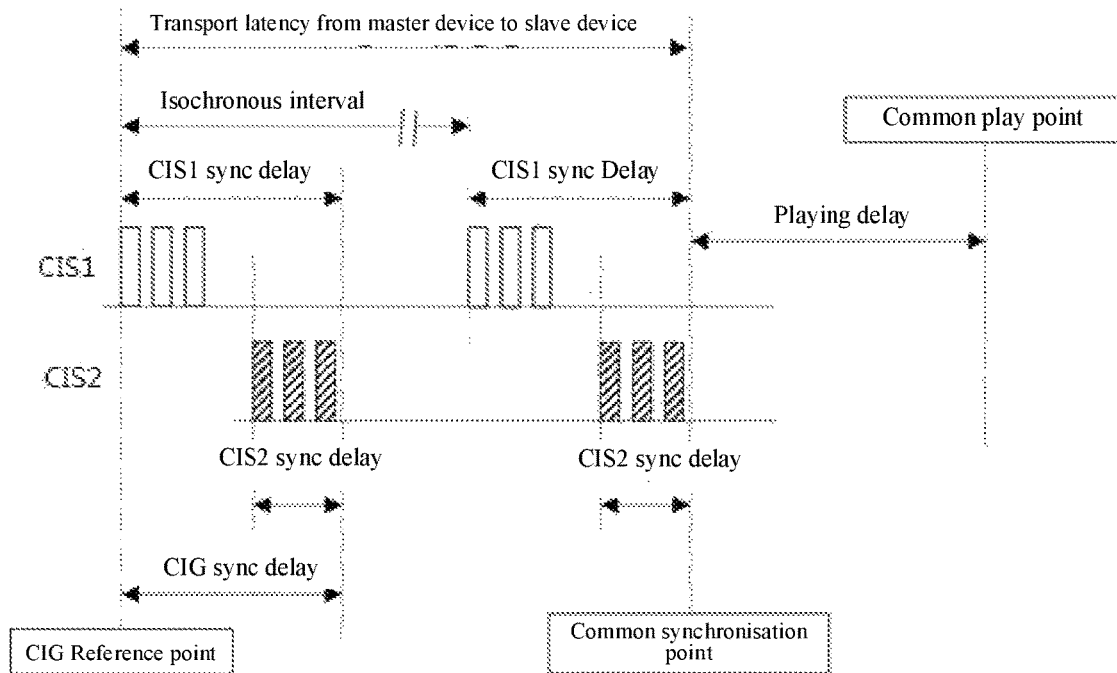 Transport latency from master device to slave device
Isochronous interval
Common play point
CIS1 sync delay
CIS1 sync Delay
Playing delay
CIS1
CIS2
CIS2 sync delay
CIS2 sync delay
CIG sync delay
CIG Reference point
Common synchronisation
point